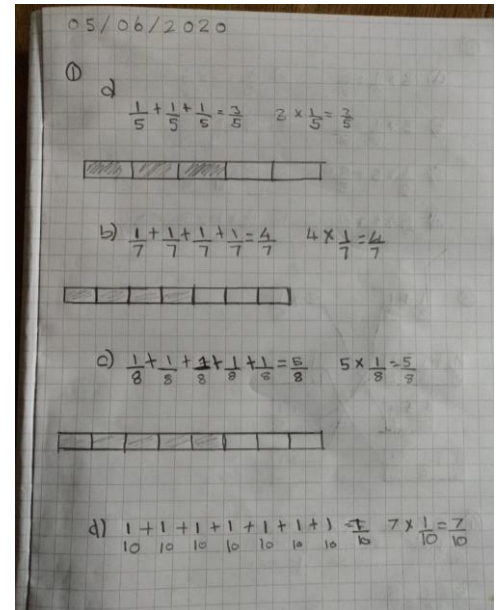 05/06/2020
①
a
1/5 + 1/5 + 1/5 = 3/5 3 × 1/5 = 3/5
b) 1/7 + 1/7 + 1/7 + 1/7 = 4/7 4 × 1/7 = 4/7
c) 1/8 + 1/8 + 1/8 + 1/8 + 1/8 = 5/8 5 × 1/8 = 5/8
d) 1/10 + 1/10 + 1/10 + 1/10 + 1/10 + 1/10 + 1/10 = 7/10 7 × 1/10 = 7/10